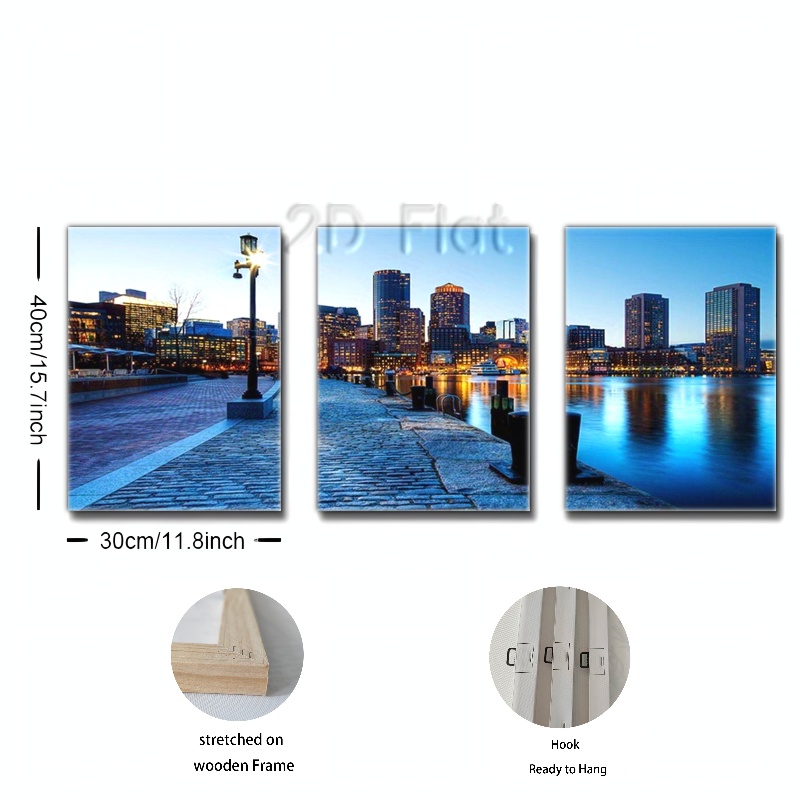 2D Flat
40cm/15.7inch
30cm/11.8inch
stretched on
wooden Frame
Hook
Ready to Hang